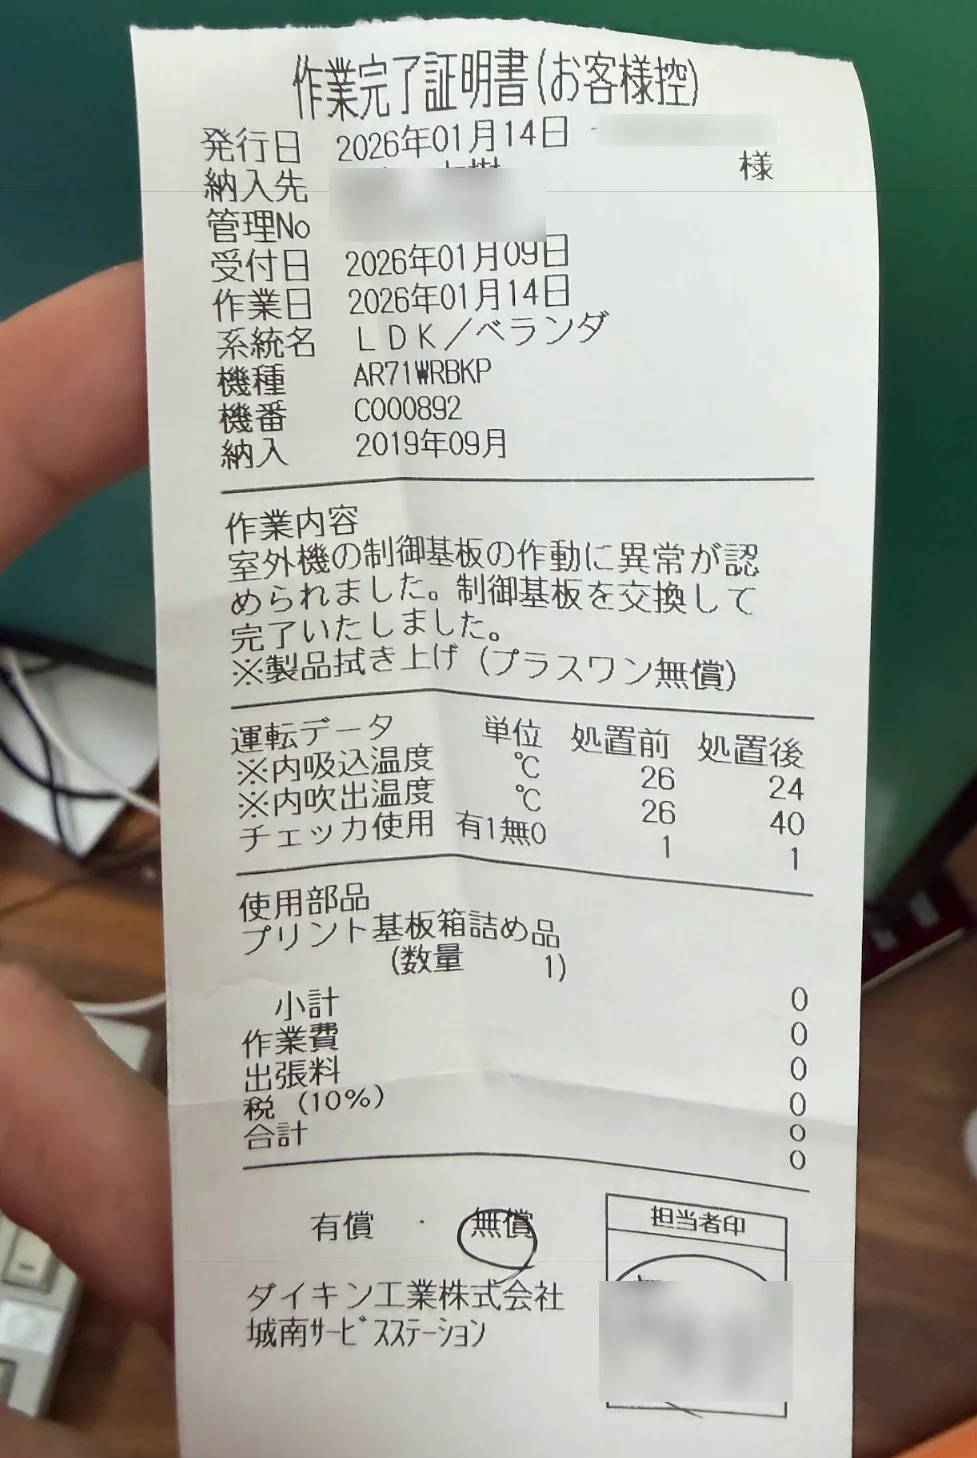 作業完了証明書(お客様控)
発行日 2026年01月14日
納入先 様
管理No
受付日 2026年01月09日
作業日 2026年01月14日
系統名 LDK/ベランダ
機種 AR71WRBKP
機番 C000892
納入 2019年09月
作業内容
室外機の制御基板の作動に異常が認
められました。制御基板を交換して
完了いたしました。
※製品拭き上げ(プラスワン無償)
運転データ 単位 処置前 処置後
※内吸込温度 ℃ 26 24
※内吹出温度 ℃ 26 40
チェッカ使用 有1無0 1 1
使用部品
プリント基板箱詰め品
(数量 1)
0
小計 0
作業費 0
出張料 0
税 (10%) 0
合計 0
有償 ・ 無償
担当者印
ダイキン工業株式会社
城南サービスステーション